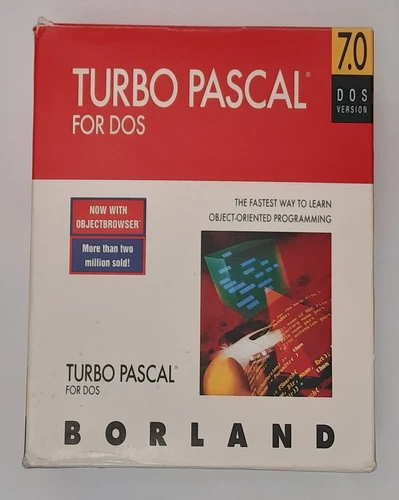 TURBO PASCAL®
FOR DOS
7.0
DOS
VERSION
THE FASTEST WAY TO LEARN
OBJECT-ORIENTED PROGRAMMING
NOW WITH
OBJECTBROWSER
More than two
million sold!
TURBO PASCAL®
FOR DOS
BORLAND